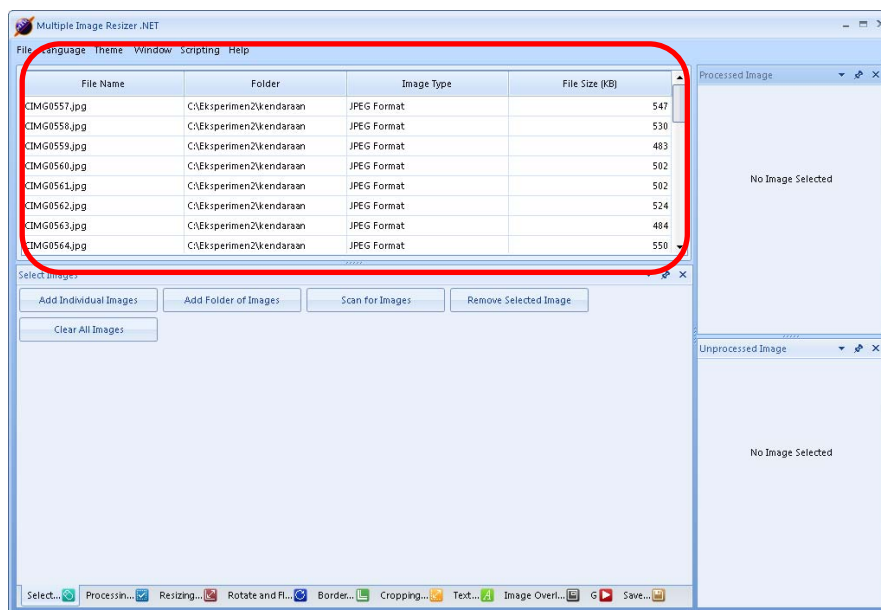 Multiple Image Resizer .NET
File Language Theme Window Scripting Help
File Name Folder Image Type File Size (KB)
CIMG0557.jpg C:\Eksperimen2\kendaraan JPEG Format 547
CIMG0558.jpg C:\Eksperimen2\kendaraan JPEG Format 530
CIMG0559.jpg C:\Eksperimen2\kendaraan JPEG Format 483
CIMG0560.jpg C:\Eksperimen2\kendaraan JPEG Format 502
CIMG0561.jpg C:\Eksperimen2\kendaraan JPEG Format 502
CIMG0562.jpg C:\Eksperimen2\kendaraan JPEG Format 524
CIMG0563.jpg C:\Eksperimen2\kendaraan JPEG Format 484
CIMG0564.jpg C:\Eksperimen2\kendaraan JPEG Format 550
Select Images
Add Individual Images Add Folder of Images Scan for Images Remove Selected Image
Clear All Images
Processed Image
No Image Selected
Unprocessed Image
No Image Selected
Select... Processin... Resizing... Rotate and Fl... Border... Cropping... Text... Image Overl... G Save...